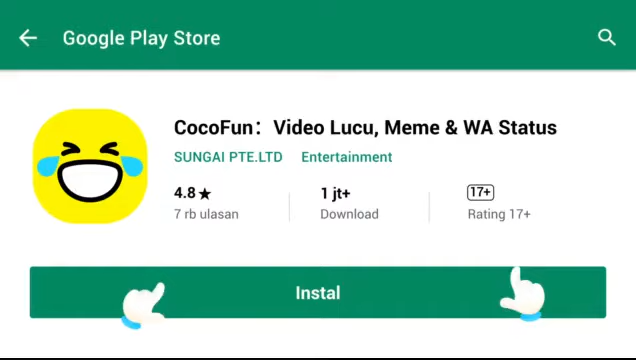 Google Play Store
CocoFun：Video Lucu, Meme & WA Status
SUNGAI PTE.LTD Entertainment
4.8★ 1 jt+ 17+
7 rb ulasan Download Rating 17+
Instal